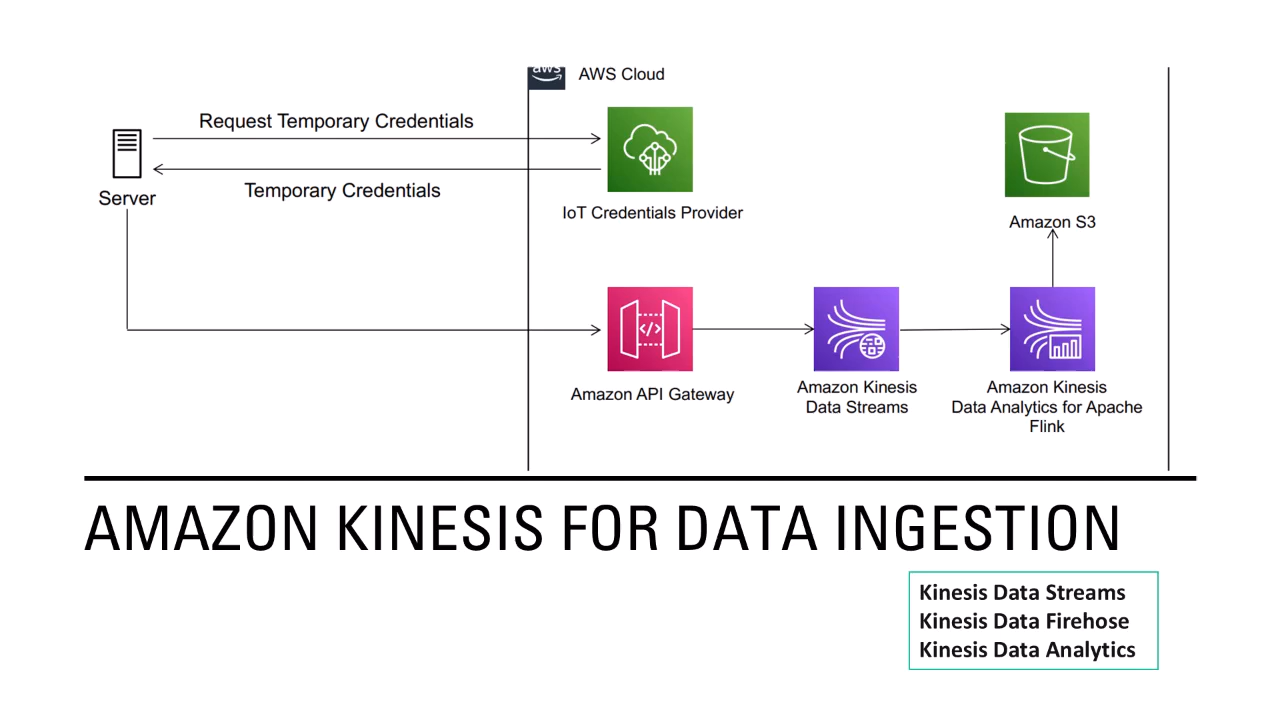 aws
AWS Cloud
Request Temporary Credentials
Temporary Credentials
Server
IoT Credentials Provider
Amazon S3
Amazon API Gateway
Amazon Kinesis
Data Streams
Amazon Kinesis
Data Analytics for Apache
Flink
AMAZON KINESIS FOR DATA INGESTION
Kinesis Data Streams
Kinesis Data Firehose
Kinesis Data Analytics